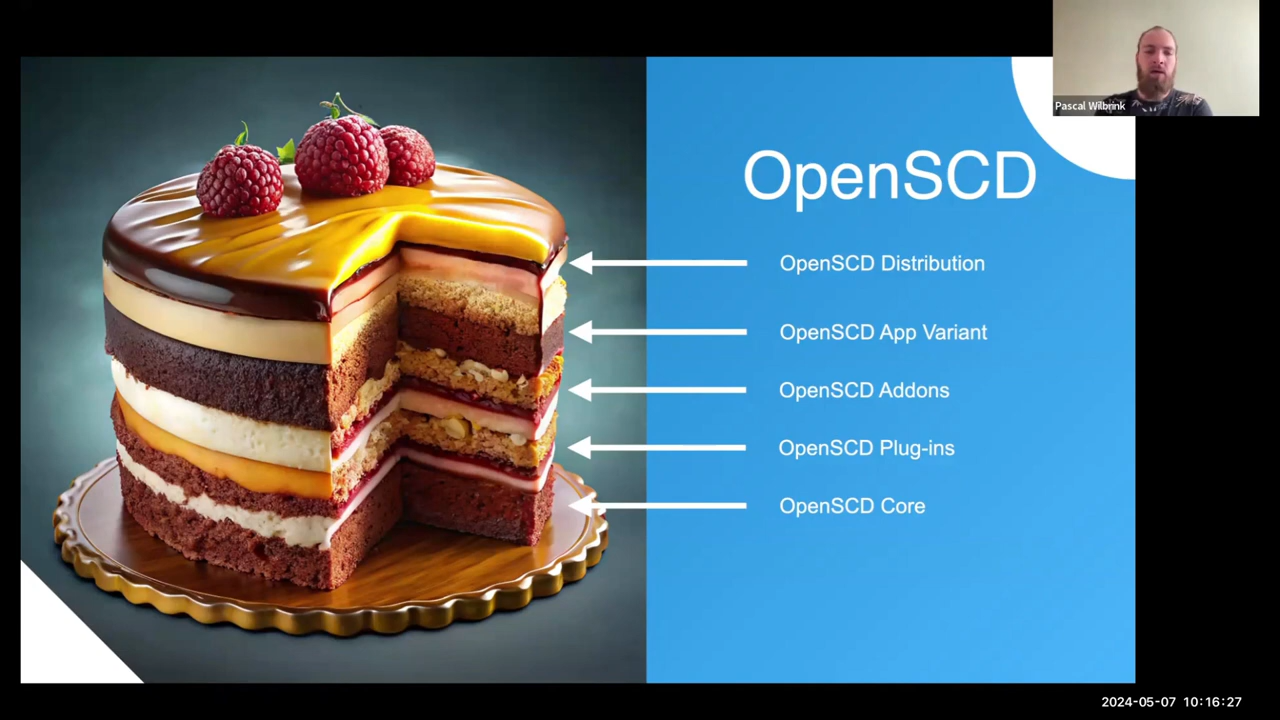 Pascal Wilbrink
OpenSCD
OpenSCD Distribution
OpenSCD App Variant
OpenSCD Addons
OpenSCD Plug-ins
OpenSCD Core
2024-05-07 10:16:27